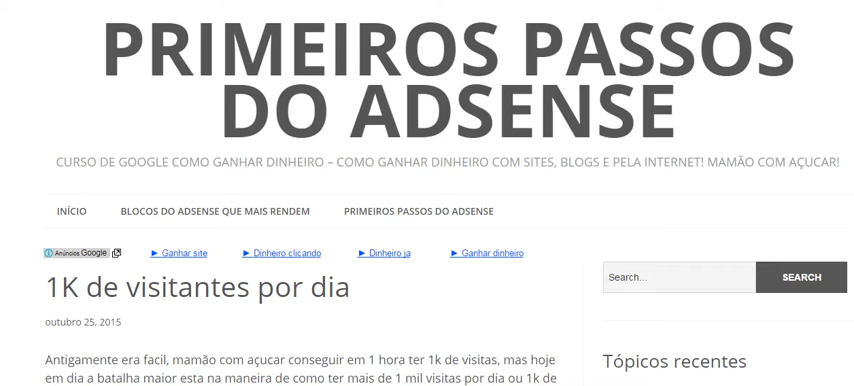 PRIMEIROS PASSOS
DO ADSENSE
CURSO DE GOOGLE COMO GANHAR DINHEIRO – COMO GANHAR DINHEIRO COM SITES, BLOGS E PELA INTERNET! MAMÃO COM AÇUCAR!
INÍCIO BLOCOS DO ADSENSE QUE MAIS RENDEM PRIMEIROS PASSOS DO ADSENSE
Anúncios Google ► Ganhar site ► Dinheiro clicando ► Dinheiro ja ► Ganhar dinheiro
1K de visitantes por dia
Search... SEARCH
outubro 25, 2015
Antigamente era facil, mamão com açucar conseguir em 1 hora ter 1k de visitas, mas hoje
Tópicos recentes
em dia a batalha maior esta na maneira de como ter mais de 1 mil visitas por dia ou 1k de